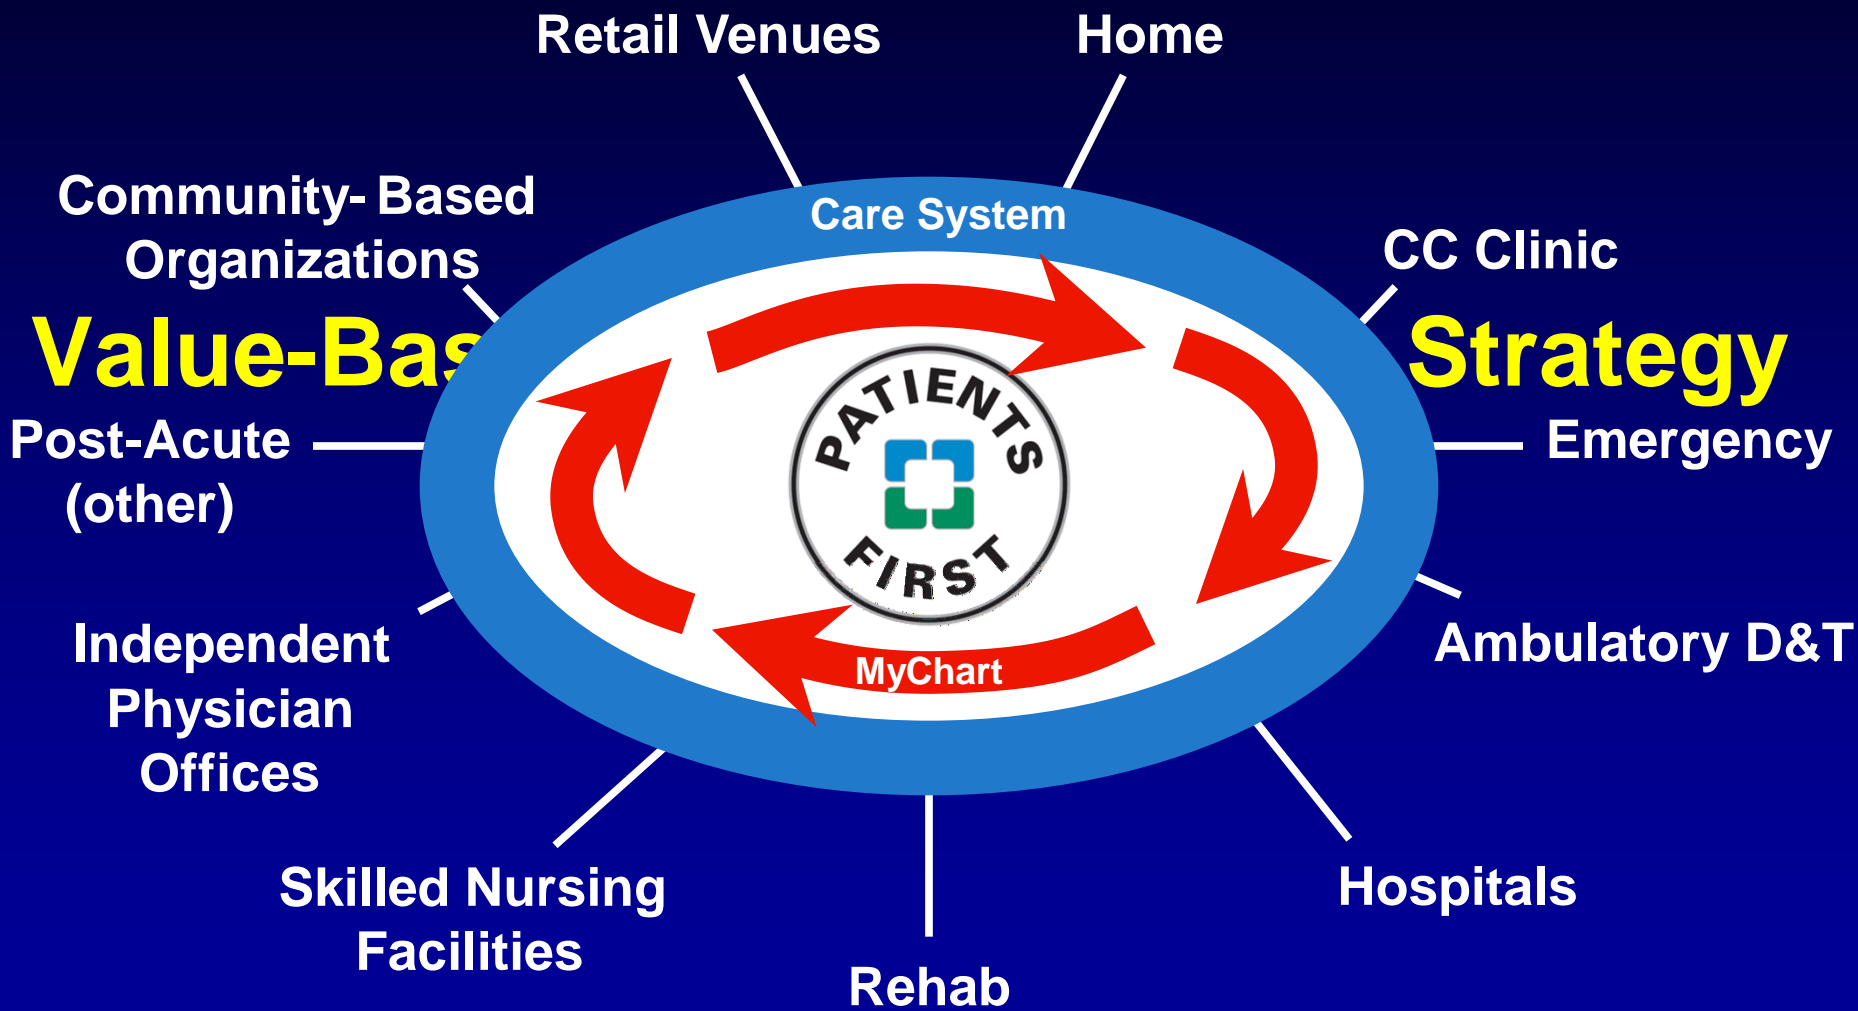 Retail Venues
Home
Community- Based
Organizations
Care System
CC Clinic
Value-Bas
Strategy
PATIENTS
FIRST
Post-Acute
(other)
Emergency
Independent
Physician
Offices
MyChart
Ambulatory D&T
Skilled Nursing
Facilities
Hospitals
Rehab